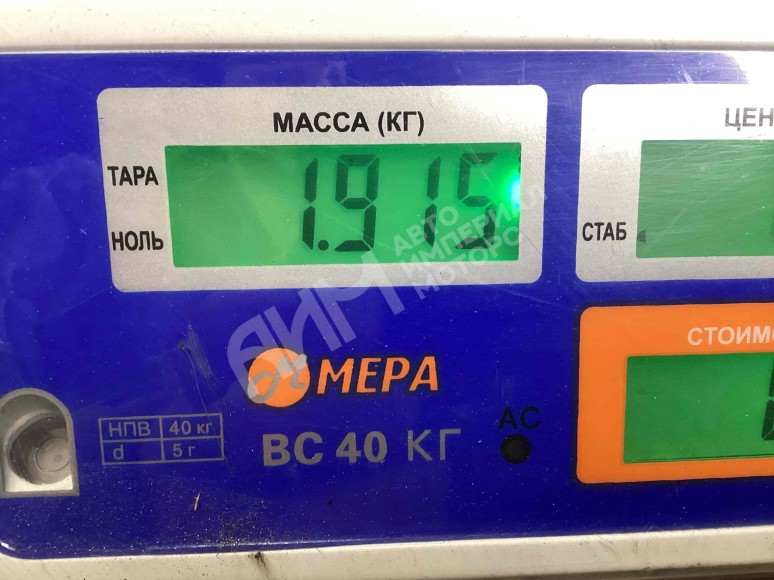 МАССА (КГ)
ТАРА
НОЛЬ
1.915
ЦЕН
СТАБ
СТОИМО
АИМ
АВТО
ИМПЕРИАЛ
МОТОРС
МЕРА
НПВ 40 кг
d 5 г
ВС 40 КГ
АС